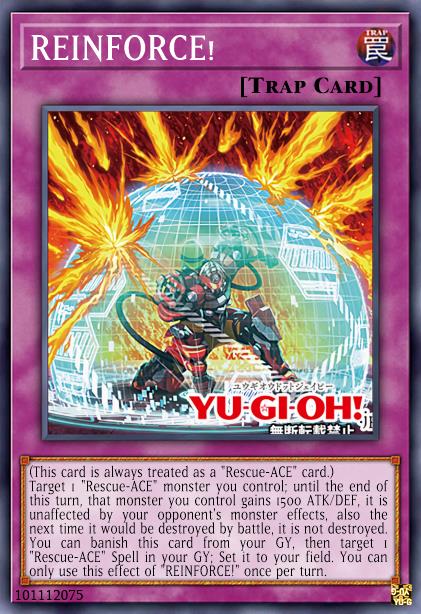 REINFORCE!
TRAP
罠
[TRAP CARD]
ユウギオウドットジェイピー
YU-GI-OH!
無断転載禁止
(This card is always treated as a "Rescue-ACE" card.)
Target 1 "Rescue-ACE" monster you control; until the end of
this turn, that monster you control gains 1500 ATK/DEF, it is
unaffected by your opponent's monster effects, also the
next time it would be destroyed by battle, it is not destroyed.
You can banish this card from your GY, then target 1
"Rescue-ACE" Spell in your GY; Set it to your field. You can
only use this effect of "REINFORCE!" once per turn.
101112075